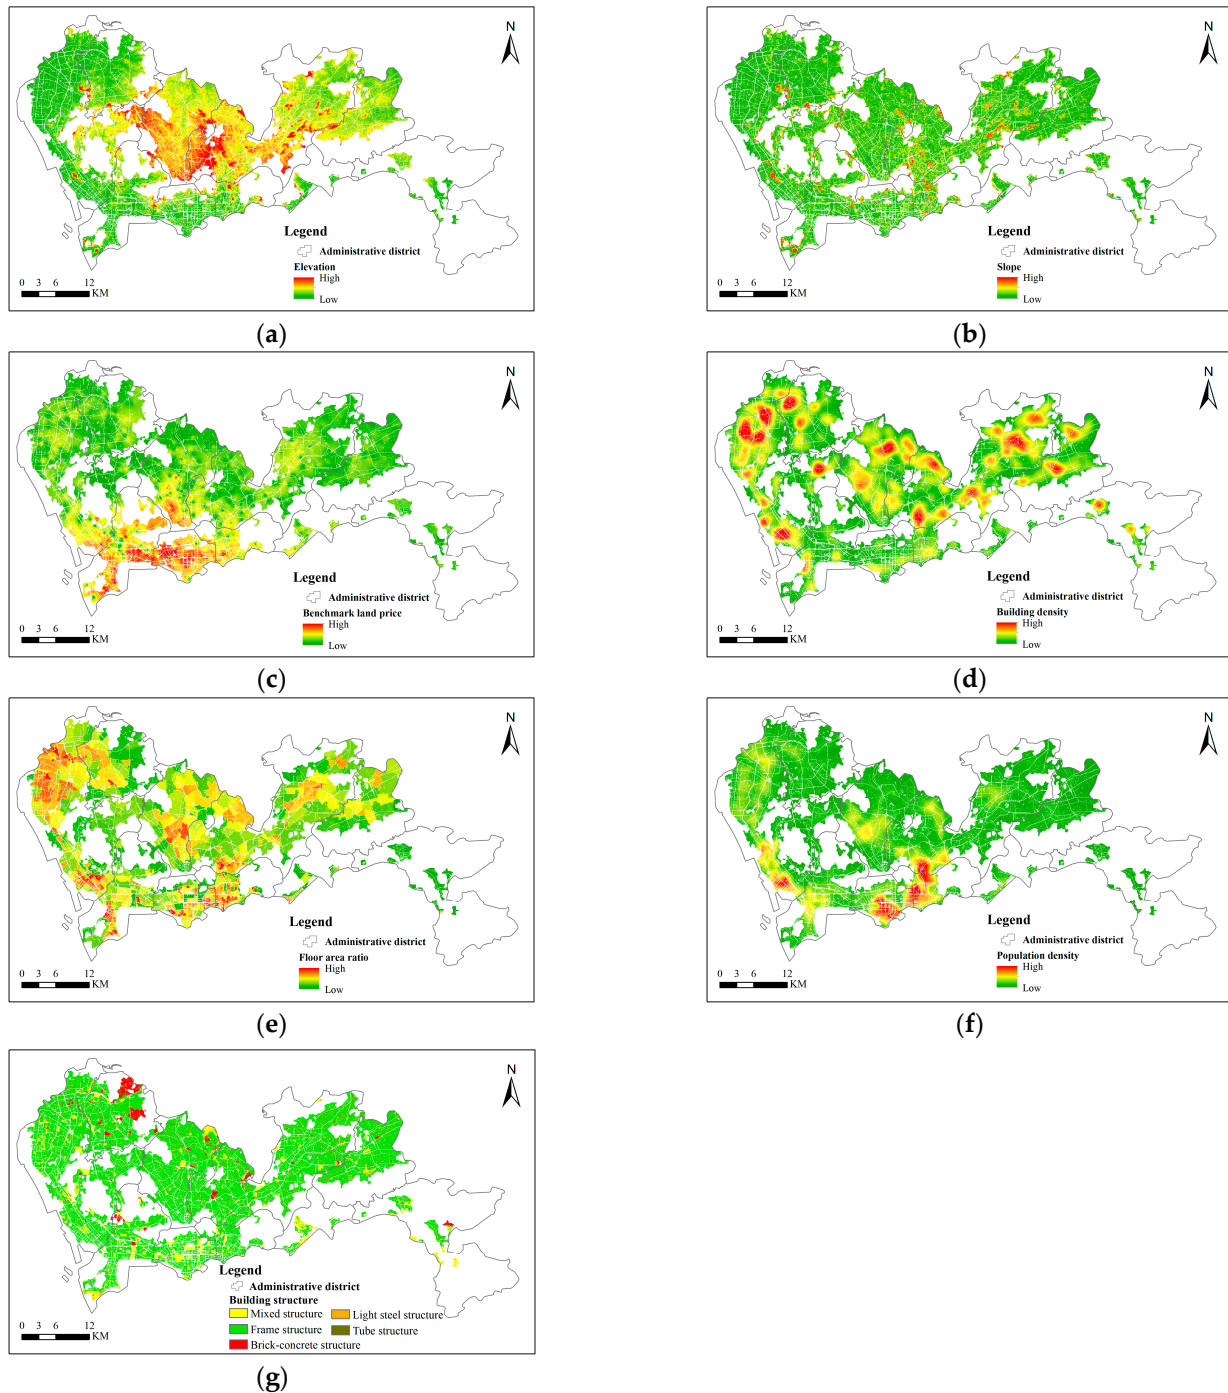 N
Legend
Administrative district
Elevation
High
Low
0 3 6 12
KM
(a)
N
Legend
Administrative district
Slope
High
Low
0 3 6 12
KM
(b)
N
Legend
Administrative district
Benchmark land price
High
Low
0 3 6 12
KM
(c)
N
Legend
Administrative district
Building density
High
Low
0 3 6 12
KM
(d)
N
Legend
Administrative district
Floor area ratio
High
Low
0 3 6 12
KM
(e)
N
Legend
Administrative district
Population density
High
Low
0 3 6 12
KM
(f)
N
Legend
Administrative district
Building structure
Mixed structure Light steel structure
Frame structure Tube structure
Brick-concrete structure
0 3 6 12
KM
(g)